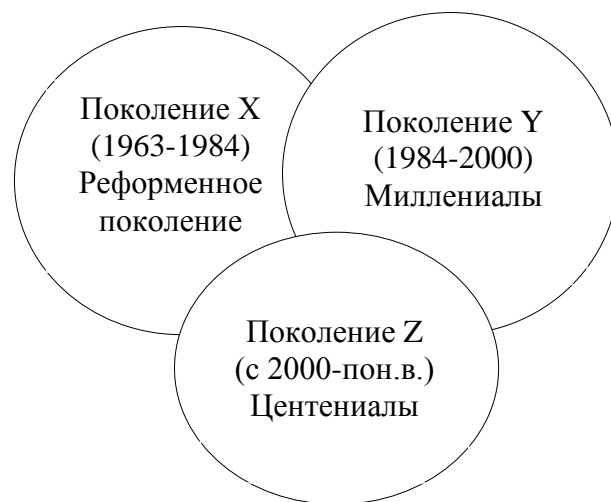 Поколение X
(1963-1984)
Реформенное
поколение
Поколение Y
(1984-2000)
Миллениалы
Поколение Z
(с 2000-пон.в.)
Центениалы